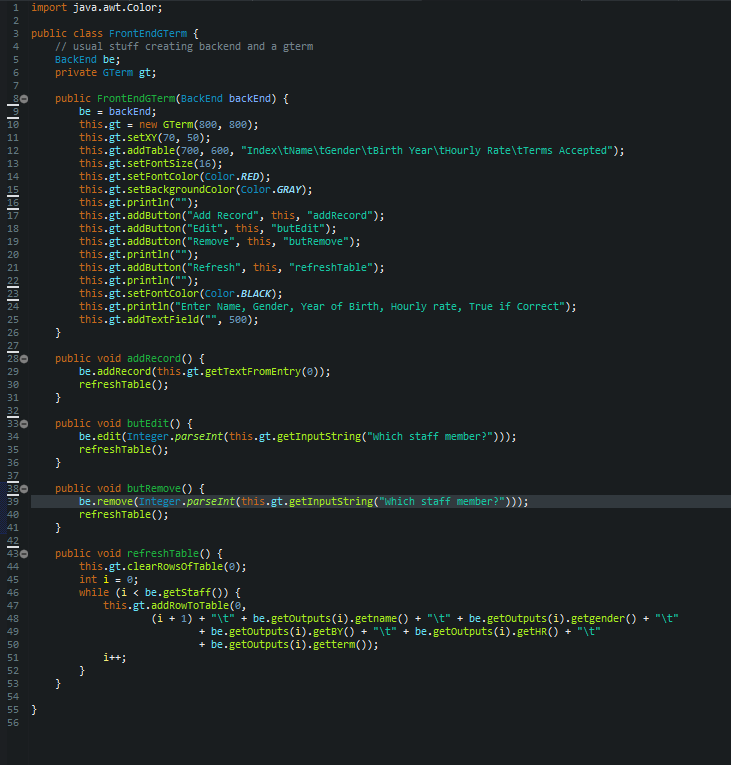 1 import java.awt.Color;
2
3 public class FrontEndGTerm {
4     // usual stuff creating backend and a gterm
5     BackEnd be;
6     private GTerm gt;
7
8     public FrontEndGTerm(BackEnd backEnd) {
9         be = backEnd;
10         this.gt = new GTerm(800, 800);
11         this.gt.setXY(70, 50);
12         this.gt.addTable(700, 600, "Index\tName\tGender\tBirth Year\tHourly Rate\tTerms Accepted");
13         this.gt.setFontSize(16);
14         this.gt.setFontColor(Color.RED);
15         this.gt.setBackgroundColor(Color.GRAY);
16         this.gt.println("");
17         this.gt.addButton("Add Record", this, "addRecord");
18         this.gt.addButton("Edit", this, "butEdit");
19         this.gt.addButton("Remove", this, "butRemove");
20         this.gt.println("");
21         this.gt.addButton("Refresh", this, "refreshTable");
22         this.gt.println("");
23         this.gt.setFontColor(Color.BLACK);
24         this.gt.println("Enter Name, Gender, Year of Birth, Hourly rate, True if Correct");
25         this.gt.addTextField("", 500);
26     }
27
28     public void addRecord() {
29         be.addRecord(this.gt.getTextFromEntry(0));
30         refreshTable();
31     }
32
33     public void butEdit() {
34         be.edit(Integer.parseInt(this.gt.getInputString("Which staff member?")));
35         refreshTable();
36     }
37
38     public void butRemove() {
39         be.remove(Integer.parseInt(this.gt.getInputString("Which staff member?")));
40         refreshTable();
41     }
42
43     public void refreshTable() {
44         this.gt.clearRowsOfTable(0);
45         int i = 0;
46         while (i < be.getStaff()) {
47             this.gt.addRowToTable(0,
48                     (i + 1) + "\t" + be.getOutputs(i).getname() + "\t" + be.getOutputs(i).getgender() + "\t"
49                             + be.getOutputs(i).getBY() + "\t" + be.getOutputs(i).getHR() + "\t"
50                             + be.getOutputs(i).getterm());
51             i++;
52         }
53     }
54
55 }
56